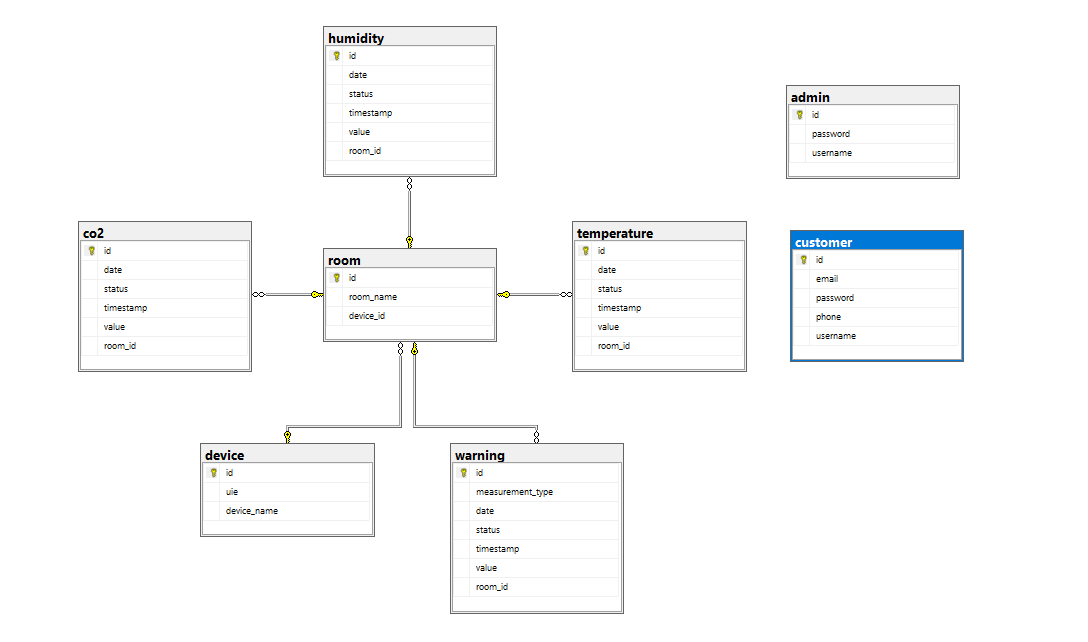 humidity
id
date
status
timestamp
value
room_id
admin
id
password
username
co2
id
date
status
timestamp
value
room_id
room
id
room_name
device_id
temperature
id
date
status
timestamp
value
room_id
customer
id
email
password
phone
username
device
id
uie
device_name
warning
id
measurement_type
date
status
timestamp
value
room_id